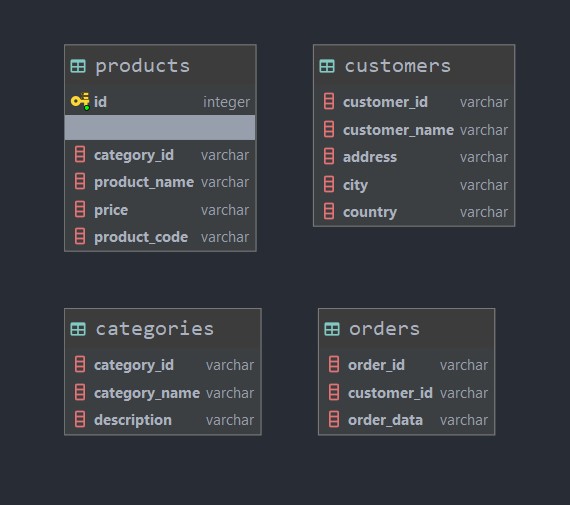 products
id integer
category_id varchar
product_name varchar
price varchar
product_code varchar
customers
customer_id varchar
customer_name varchar
address varchar
city varchar
country varchar
categories
category_id varchar
category_name varchar
description varchar
orders
order_id varchar
customer_id varchar
order_data varchar